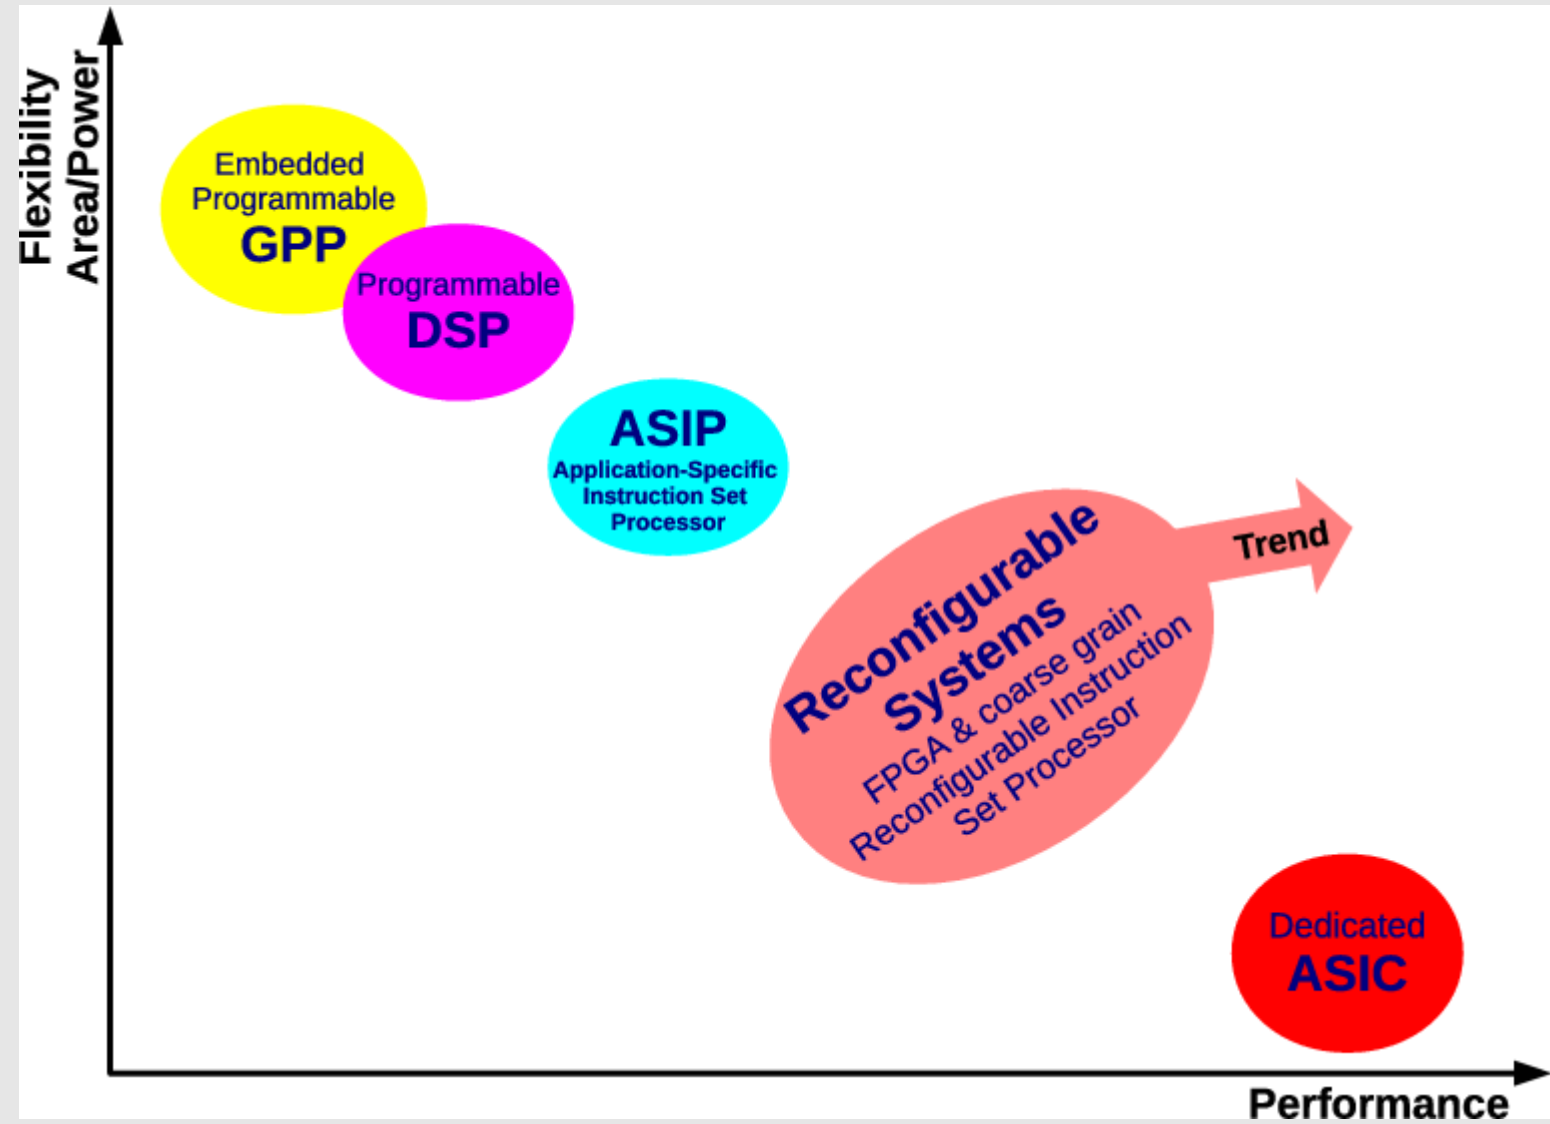 Flexibility
Area/Power
Embedded
Programmable
GPP
Programmable
DSP
ASIP
Application-Specific
Instruction Set
Processor
Reconfigurable
Systems
FPGA & coarse grain
Reconfigurable Instruction
Set Processor
Trend
Dedicated
ASIC
Performance